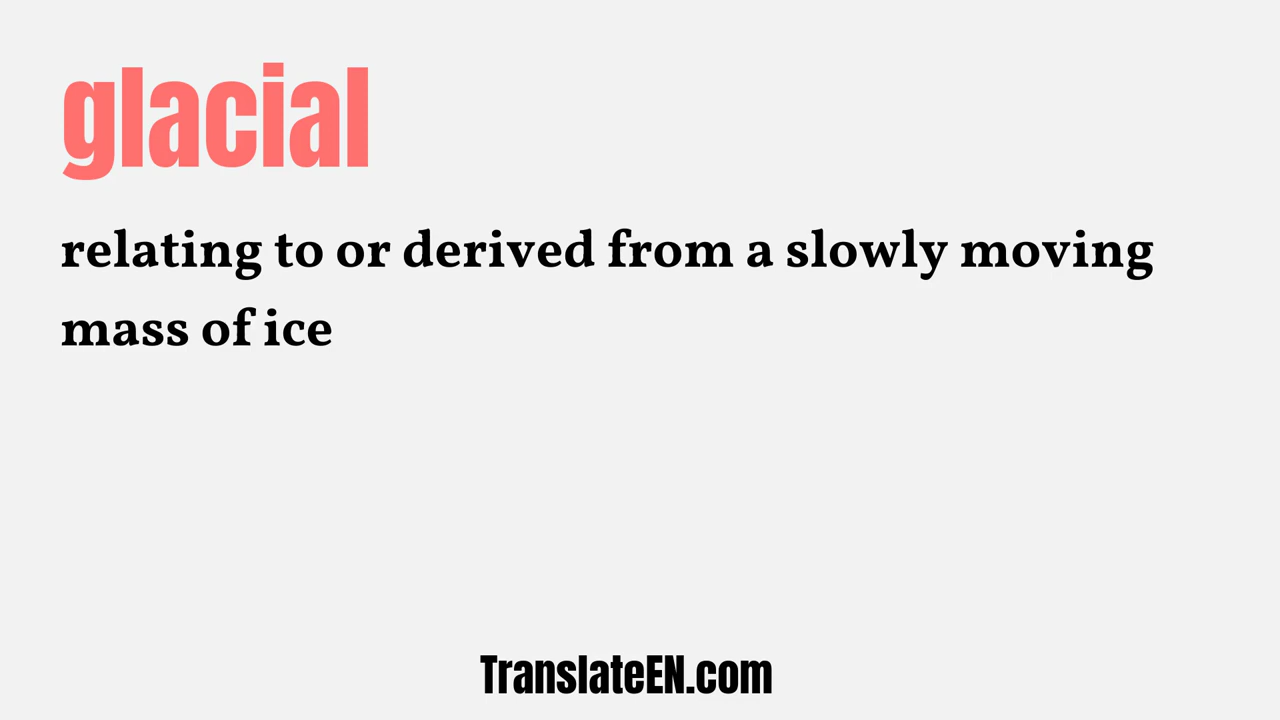 glacial
relating to or derived from a slowly moving
mass of ice
TranslateEN.com